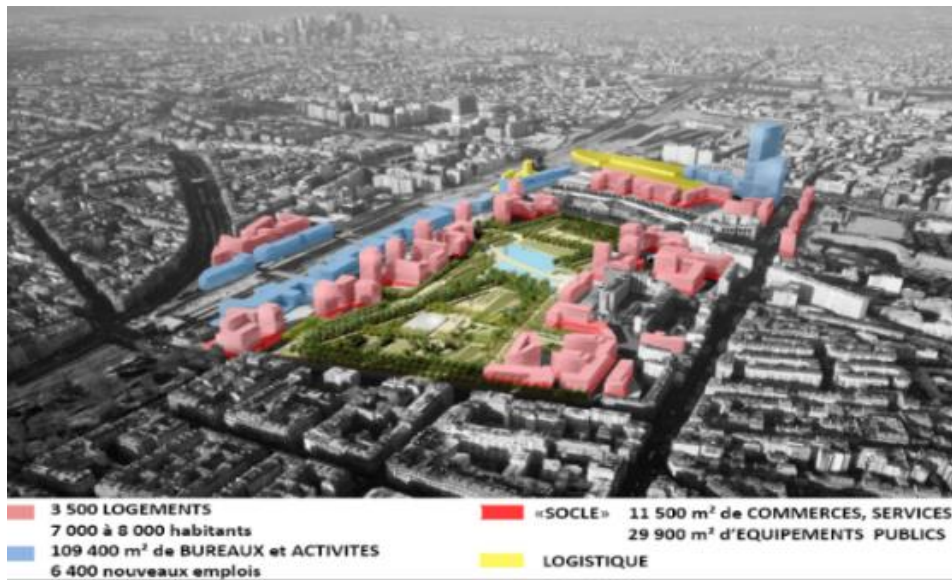 3 500 LOGEMENTS
7 000 à 8 000 habitants
109 400 m² de BUREAUX et ACTIVITES
6 400 nouveaux emplois
«SOCLE» 11 500 m² de COMMERCES, SERVICES
29 900 m² d'EQUIPEMENTS PUBLICS
LOGISTIQUE